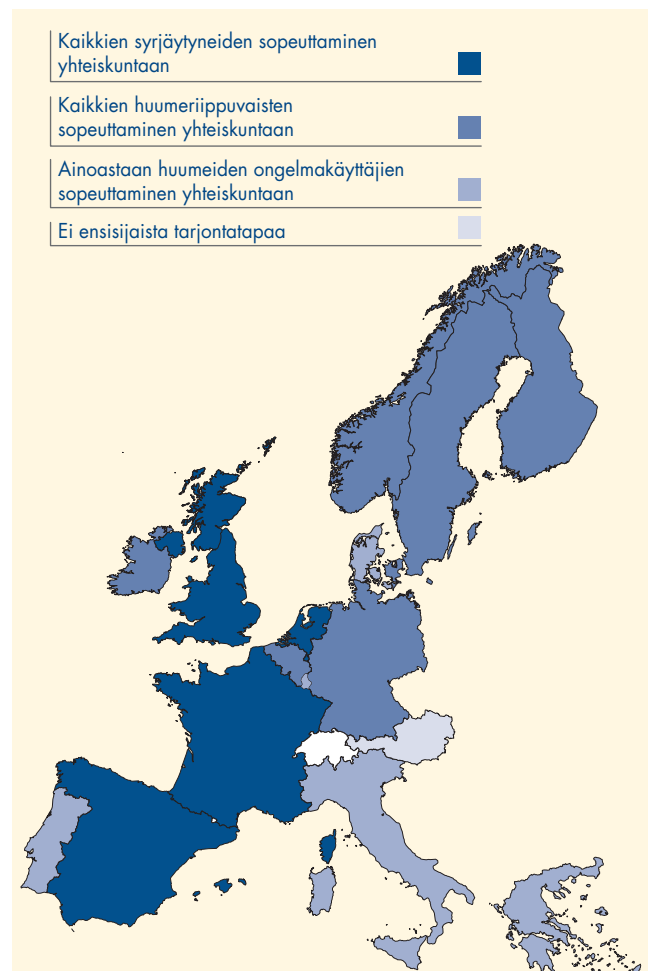 Kaikkien syrjäytyneiden sopeuttaminen
yhteiskuntaan
Kaikkien huumeriippuvaisten
sopeuttaminen yhteiskuntaan
Ainoastaan huumeiden ongelmakäyttäjien
sopeuttaminen yhteiskuntaan
Ei ensisijaista tarjontatapaa